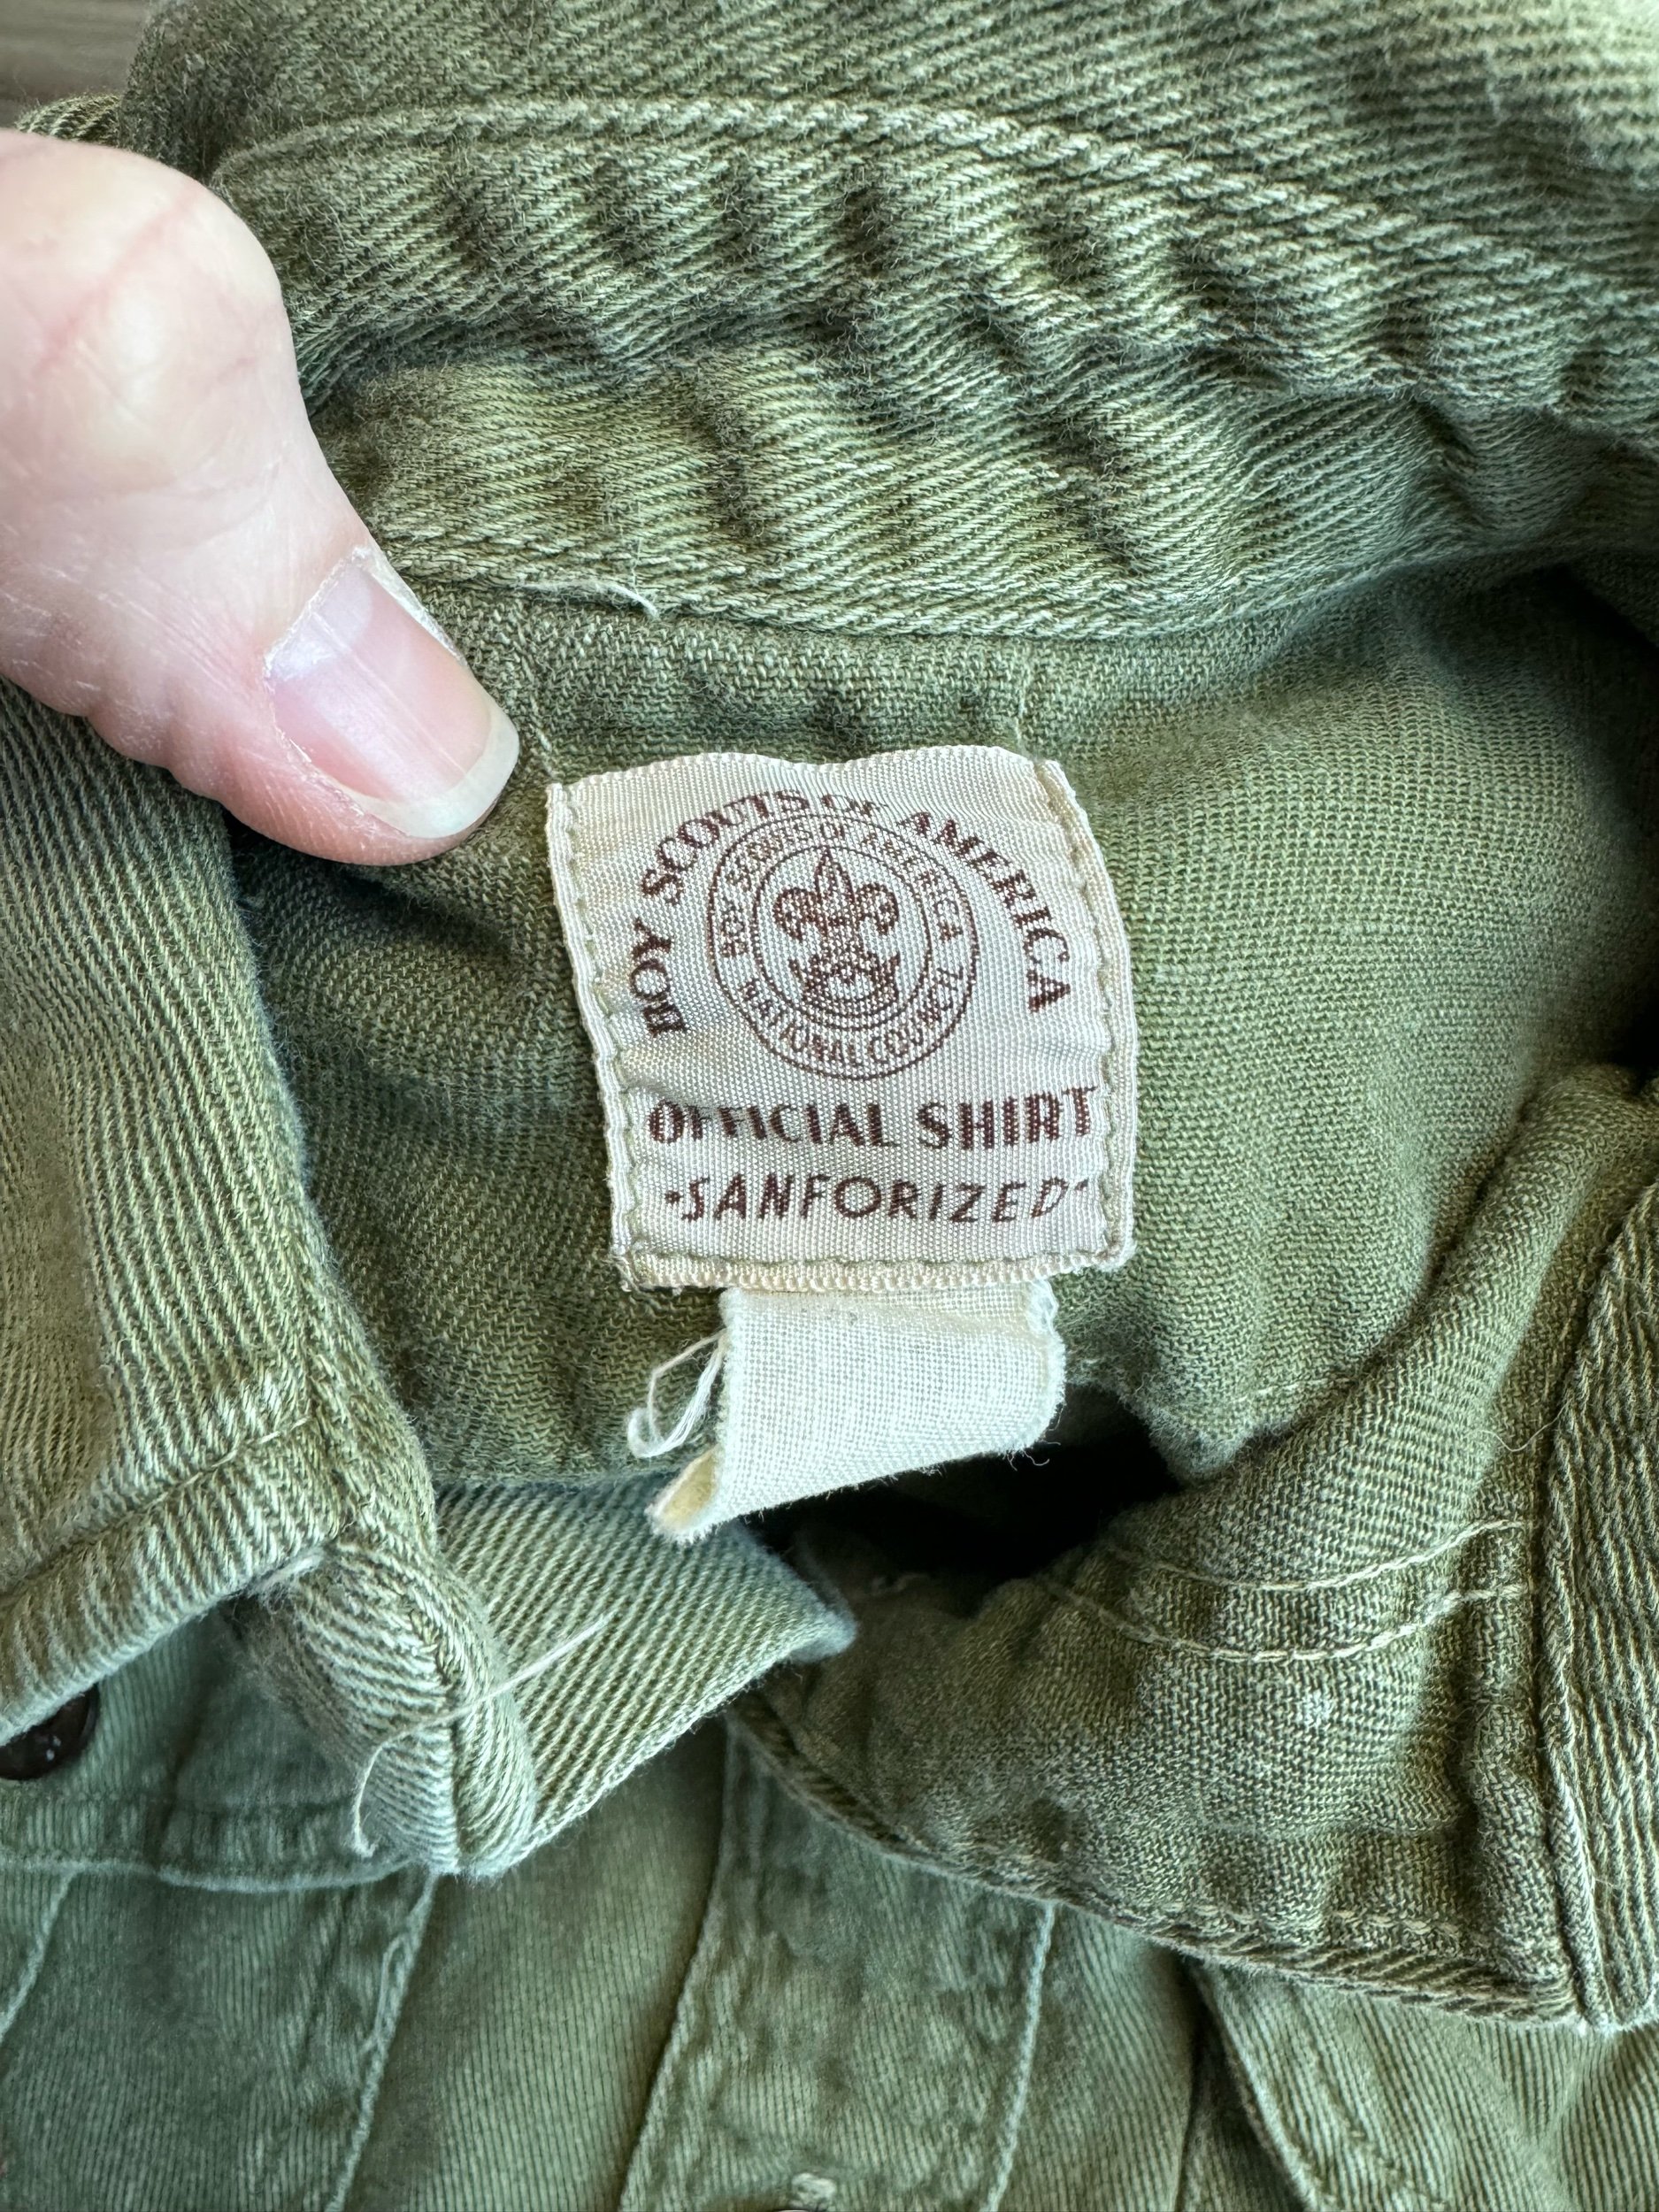 BOY SCOUTS OF AMERICA
BOY SCOUTS OF AMERICA
NATIONAL COUNCIL
OFFICIAL SHIRT
•SANFORIZED•